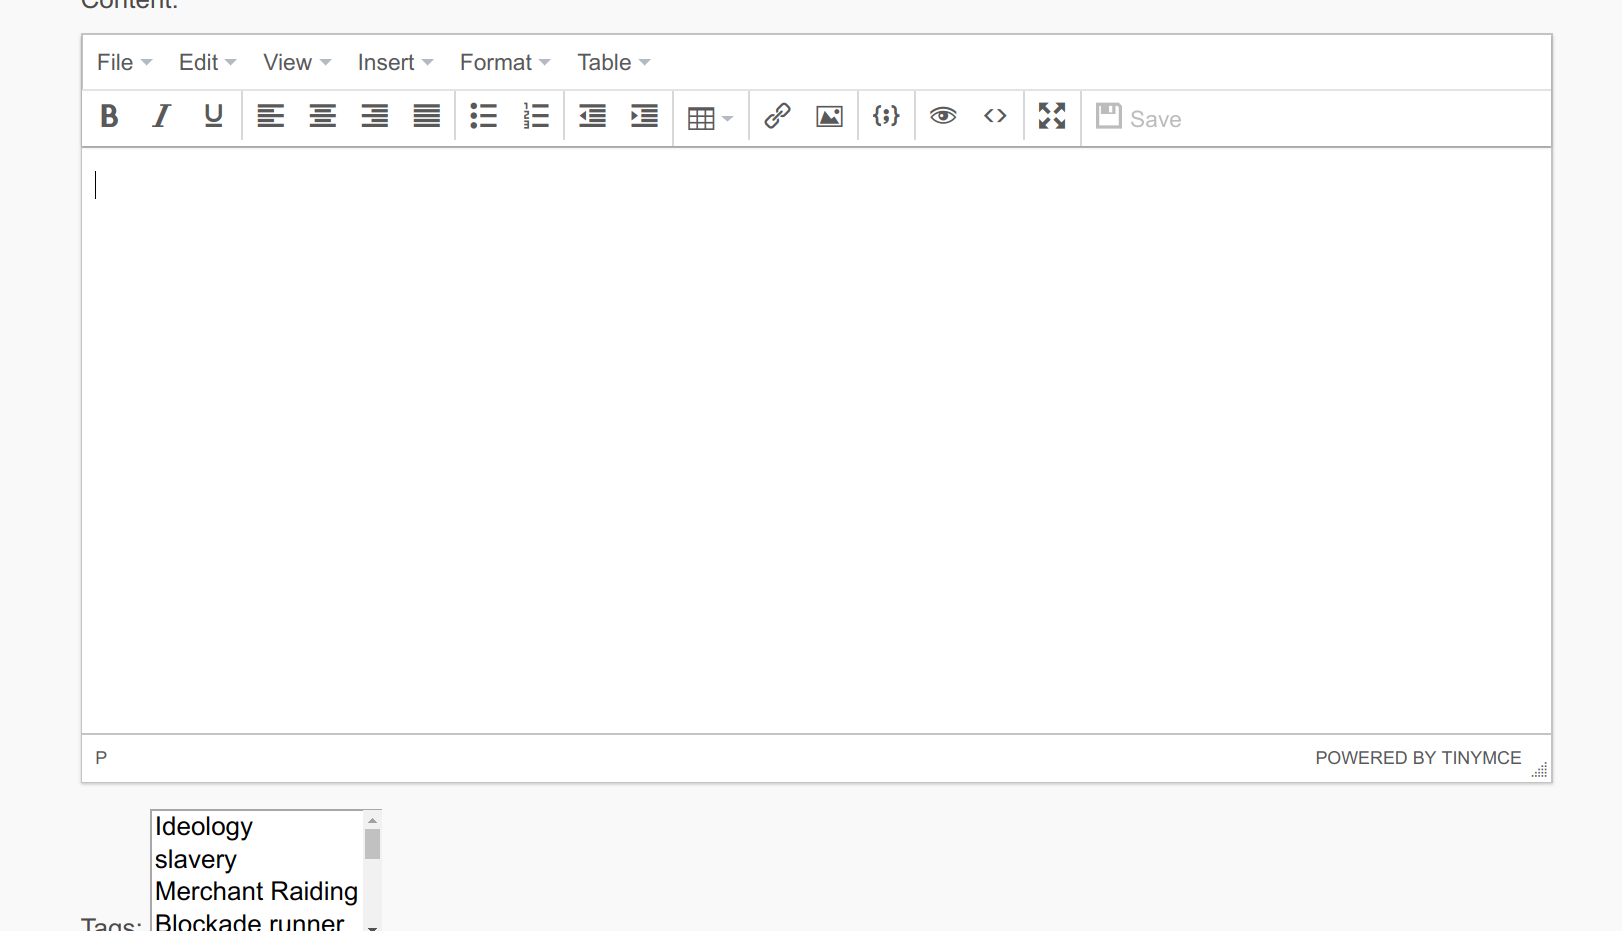 Content:
File Edit View Insert Format Table
Save
P POWERED BY TINYMCE
Ideology
slavery
Merchant Raiding
Tags: Blockade runner